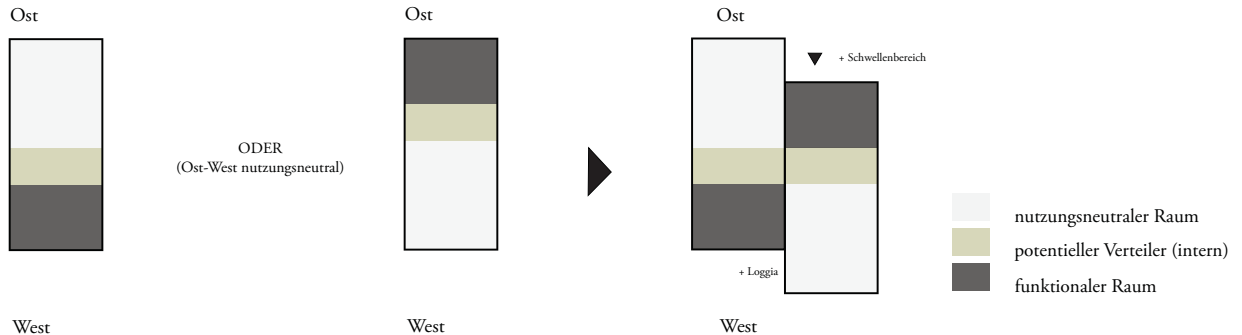 Ost
Ost
Ost
+ Schwellenbereich
ODER
(Ost-West nutzungsneutral)
nutzungsneutraler Raum
potentieller Verteiler (intern)
funktionaler Raum
+ Loggia
West
West
West